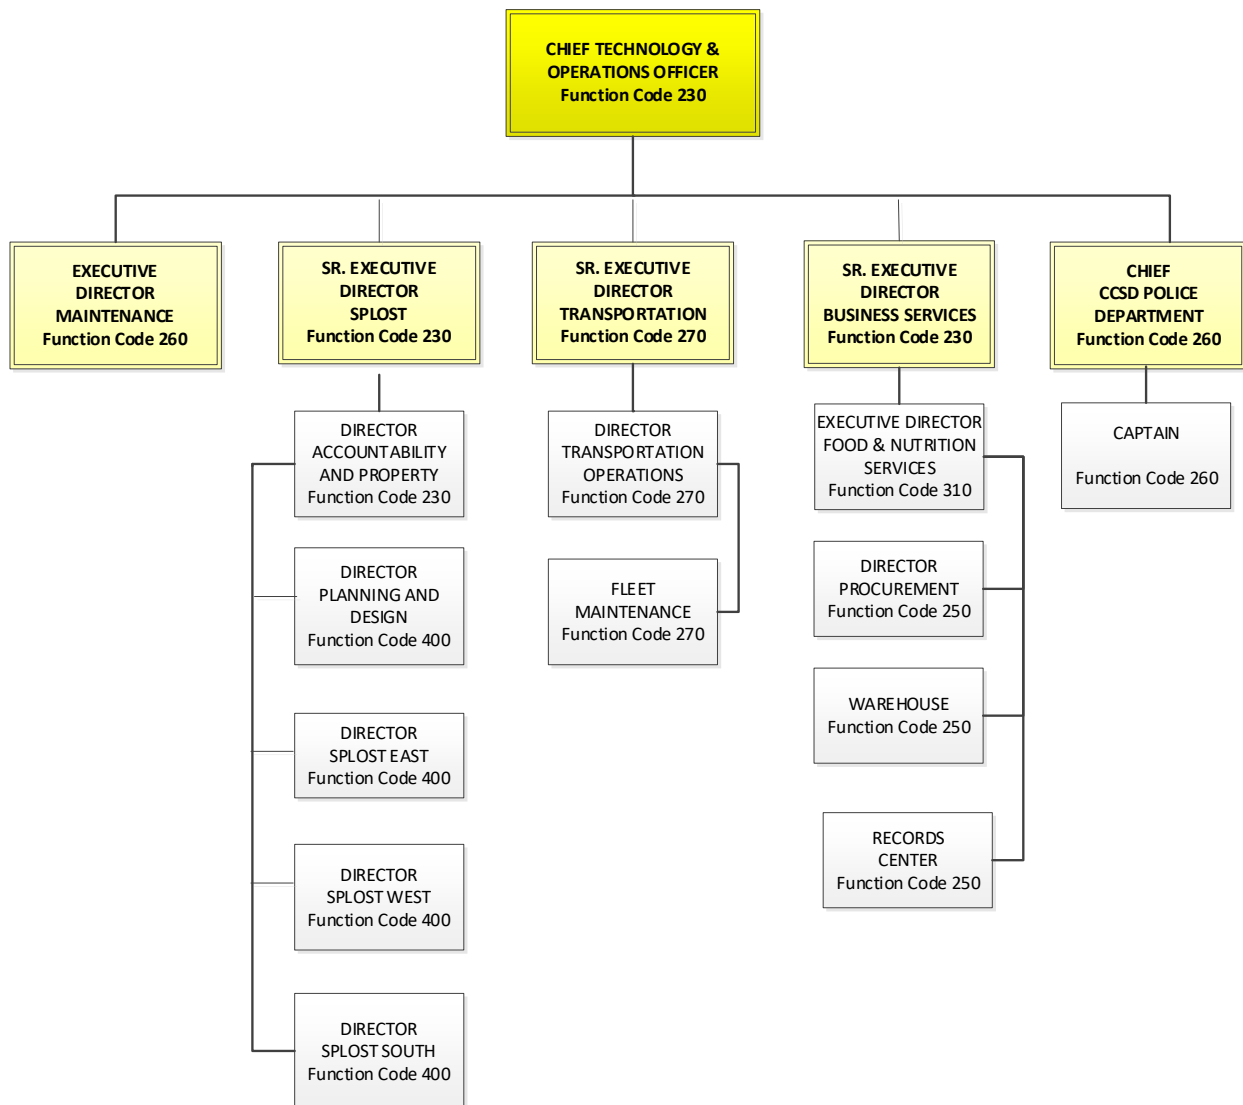 CHIEF TECHNOLOGY &
OPERATIONS OFFICER
Function Code 230
EXECUTIVE
DIRECTOR
MAINTENANCE
Function Code 260
SR. EXECUTIVE
DIRECTOR
SPLOST
Function Code 230
SR. EXECUTIVE
DIRECTOR
TRANSPORTATION
Function Code 270
SR. EXECUTIVE
DIRECTOR
BUSINESS SERVICES
Function Code 230
CHIEF
CCSD POLICE
DEPARTMENT
Function Code 260
DIRECTOR
ACCOUNTABILITY
AND PROPERTY
Function Code 230
DIRECTOR
PLANNING AND
DESIGN
Function Code 400
DIRECTOR
SPLOST EAST
Function Code 400
DIRECTOR
SPLOST WEST
Function Code 400
DIRECTOR
SPLOST SOUTH
Function Code 400
DIRECTOR
TRANSPORTATION
OPERATIONS
Function Code 270
FLEET
MAINTENANCE
Function Code 270
EXECUTIVE DIRECTOR
FOOD & NUTRITION
SERVICES
Function Code 310
DIRECTOR
PROCUREMENT
Function Code 250
WAREHOUSE
Function Code 250
RECORDS
CENTER
Function Code 250
CAPTAIN
Function Code 260